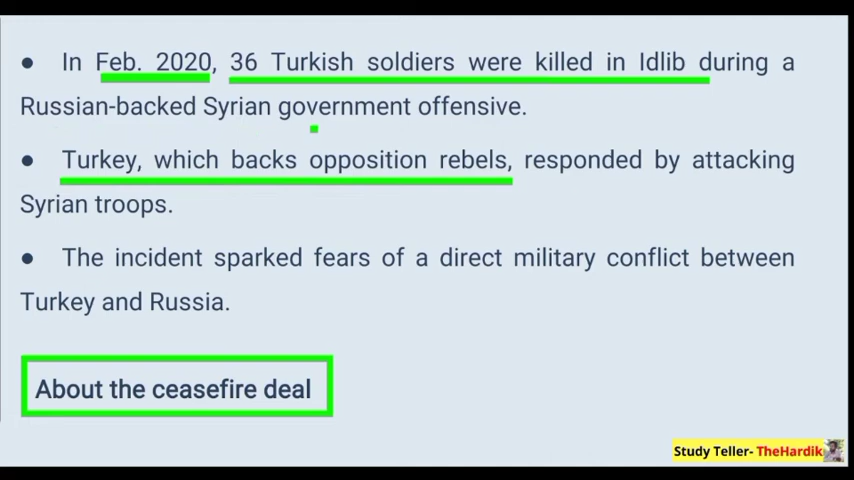 ● In Feb. 2020, 36 Turkish soldiers were killed in Idlib during a
Russian-backed Syrian government offensive.
● Turkey, which backs opposition rebels, responded by attacking
Syrian troops.
● The incident sparked fears of a direct military conflict between
Turkey and Russia.
About the ceasefire deal
Study Teller- TheHardik